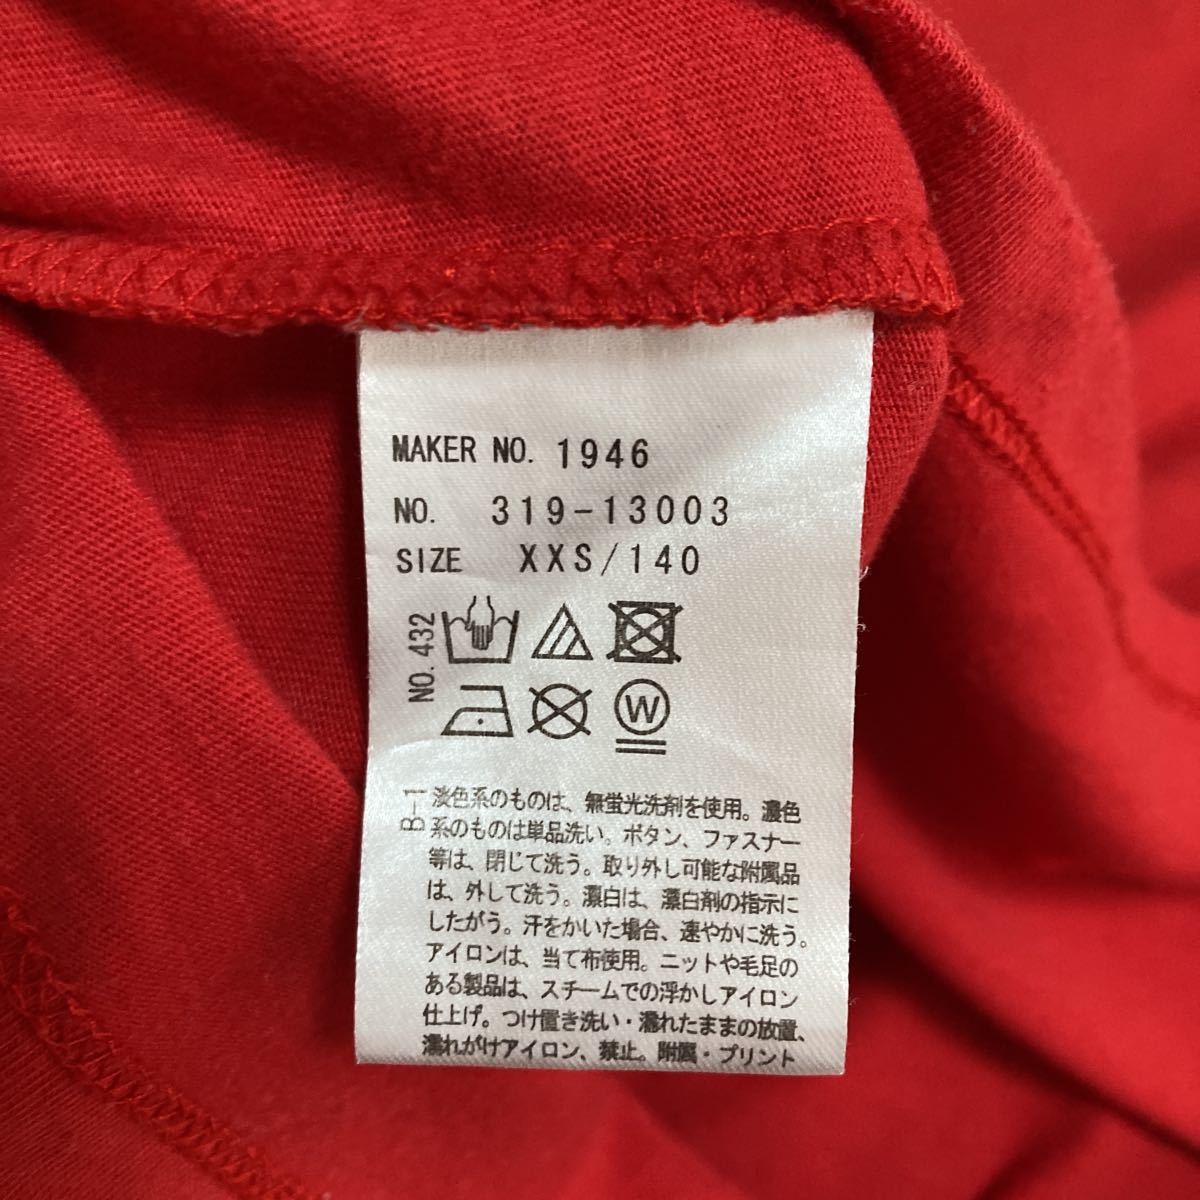 MAKER NO. 1946
NO. 319-13003
SIZE XXS/140
NO. 432
W
B-1
淡色系のものは、無蛍光洗剤を使用。濃色
系のものは単品洗い。ボタン、ファスナー
等は、閉じて洗う。取り外し可能な附属品
は、外して洗う。漂白は、漂白剤の指示に
したがう。汗をかいた場合、速やかに洗う。
アイロンは、当て布使用。ニットや毛足の
ある製品は、スチームでの浮かしアイロン
仕上げ。つけ置き洗い・濡れたままの放置、
濡れがけアイロン、禁止。附属・プリント